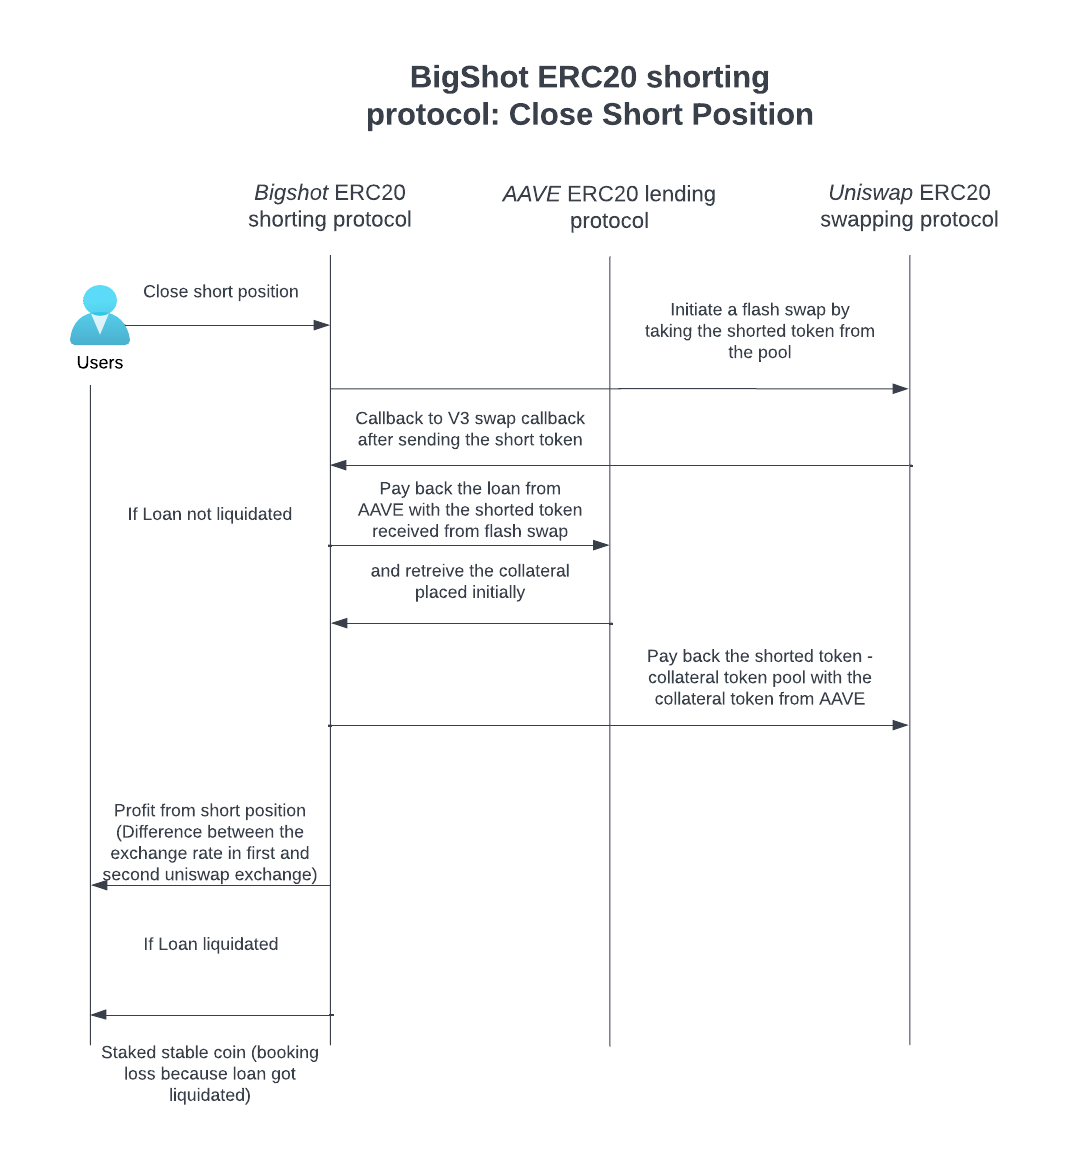 BigShot ERC20 shorting
protocol: Close Short Position
Bigshot ERC20
shorting protocol
AAVE ERC20 lending
protocol
Uniswap ERC20
swapping protocol
Close short position
Users
Initiate a flash swap by
taking the shorted token from
the pool
Callback to V3 swap callback
after sending the short token
If Loan not liquidated
Pay back the loan from
AAVE with the shorted token
received from flash swap
and retreive the collateral
placed initially
Pay back the shorted token -
collateral token pool with the
collateral token from AAVE
Profit from short position
(Difference between the
exchange rate in first and
second uniswap exchange)
If Loan liquidated
Staked stable coin (booking
loss because loan got
liquidated)